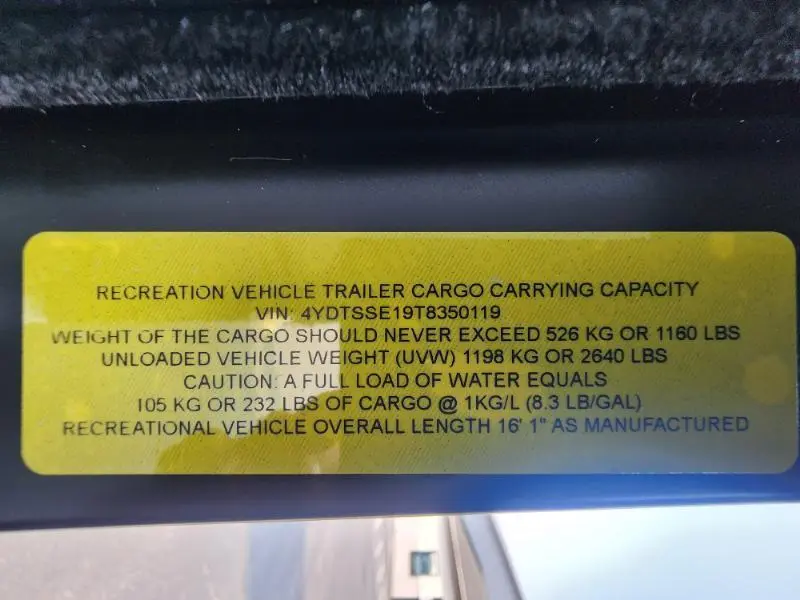 RECREATION VEHICLE TRAILER CARGO CARRYING CAPACITY
VIN: 4YDTSSE19T8350119
WEIGHT OF THE CARGO SHOULD NEVER EXCEED 526 KG OR 1160 LBS
UNLOADED VEHICLE WEIGHT (UVW) 1198 KG OR 2640 LBS
CAUTION: A FULL LOAD OF WATER EQUALS
105 KG OR 232 LBS OF CARGO @ 1KG/L (8.3 LB/GAL)
RECREATIONAL VEHICLE OVERALL LENGTH 16' 1" AS MANUFACTURED